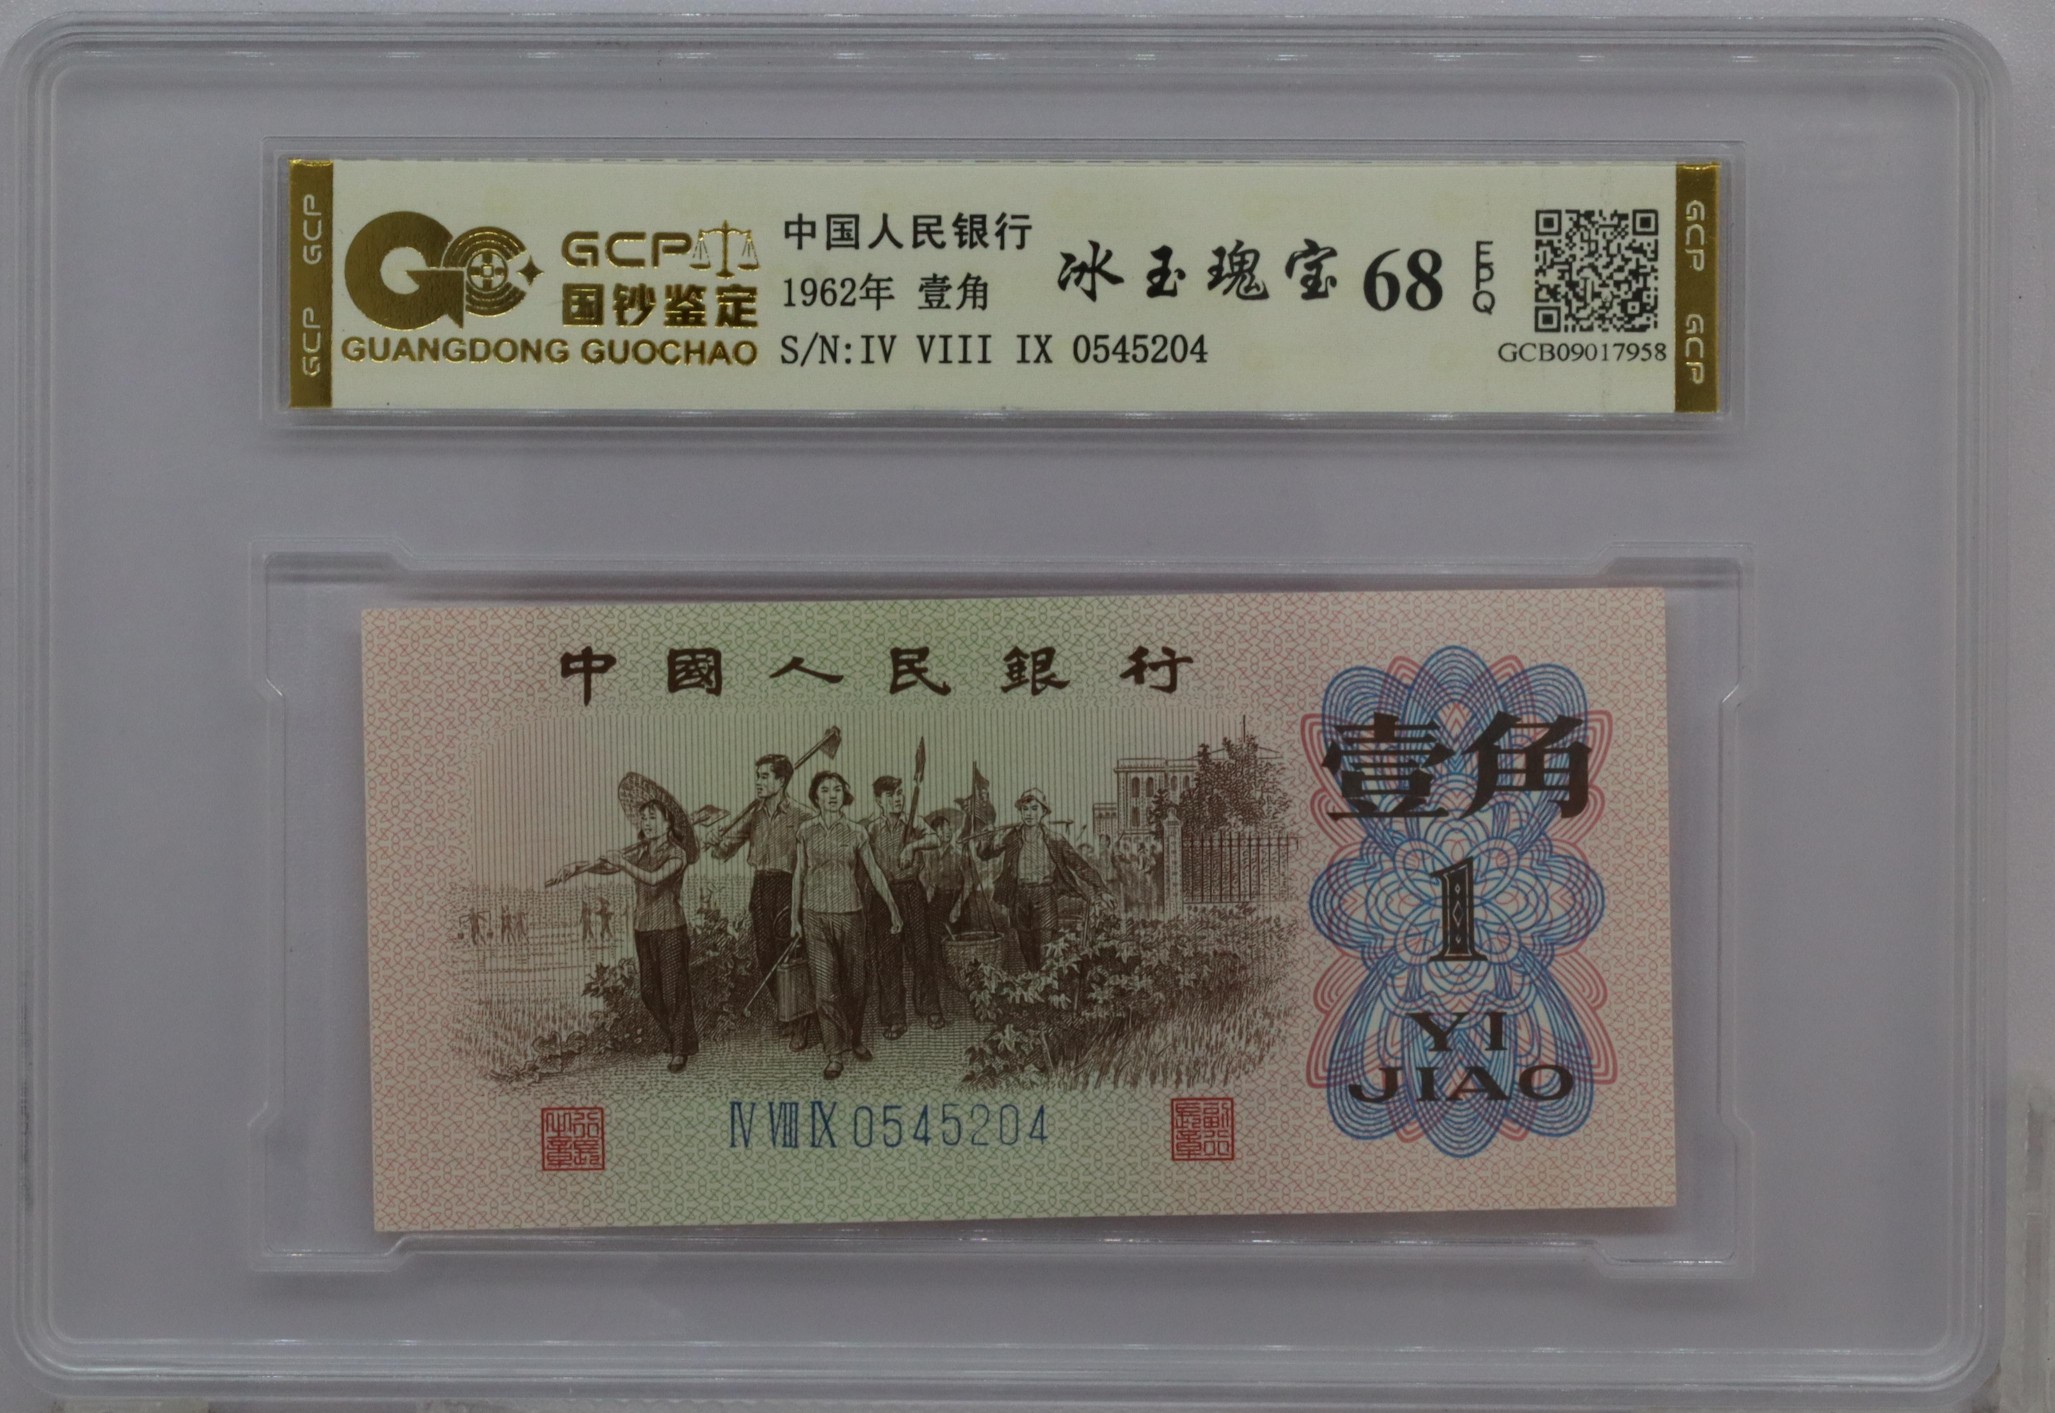 GCP
GCP
GCP
国钞鉴定
GUANGDONG GUOCHAO
中国人民银行
1962年 壹角
S/N:IV VIII IX 0545204
冰玉瑰宝 68 EPQ
GCB09017958
GCP
GCP
中國人民銀行
壹角
1
YI
JIAO
IV VIII IX 0545204